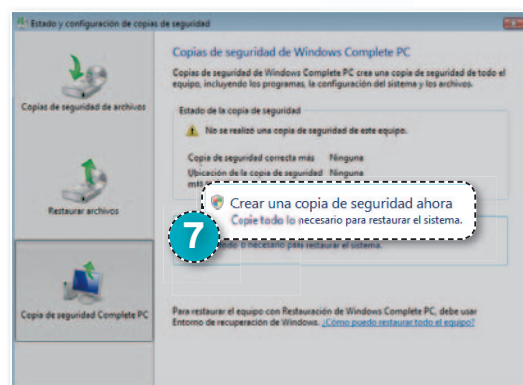 Estado y configuración de copias de seguridad
Copias de seguridad de archivos
Restaurar archivos
Copia de seguridad Complete PC
Copias de seguridad de Windows Complete PC
Copias de seguridad de Windows Complete PC crea una copia de seguridad de todo el
equipo, incluyendo los programas, la configuración del sistema y los archivos.
Estado de la copia de seguridad
No se realizó una copia de seguridad de este equipo.
Copia de seguridad correcta más Ninguna
Ubicación de la copia de seguridad Ninguna
Crear una copia de seguridad ahora
Copie todo lo necesario para restaurar el sistema.
7
necesario para restaurar el sistema.
Para restaurar el equipo con Restauración de Windows Complete PC, debe usar
Entorno de recuperación de Windows. ¿Cómo puedo restaurar todo el equipo?